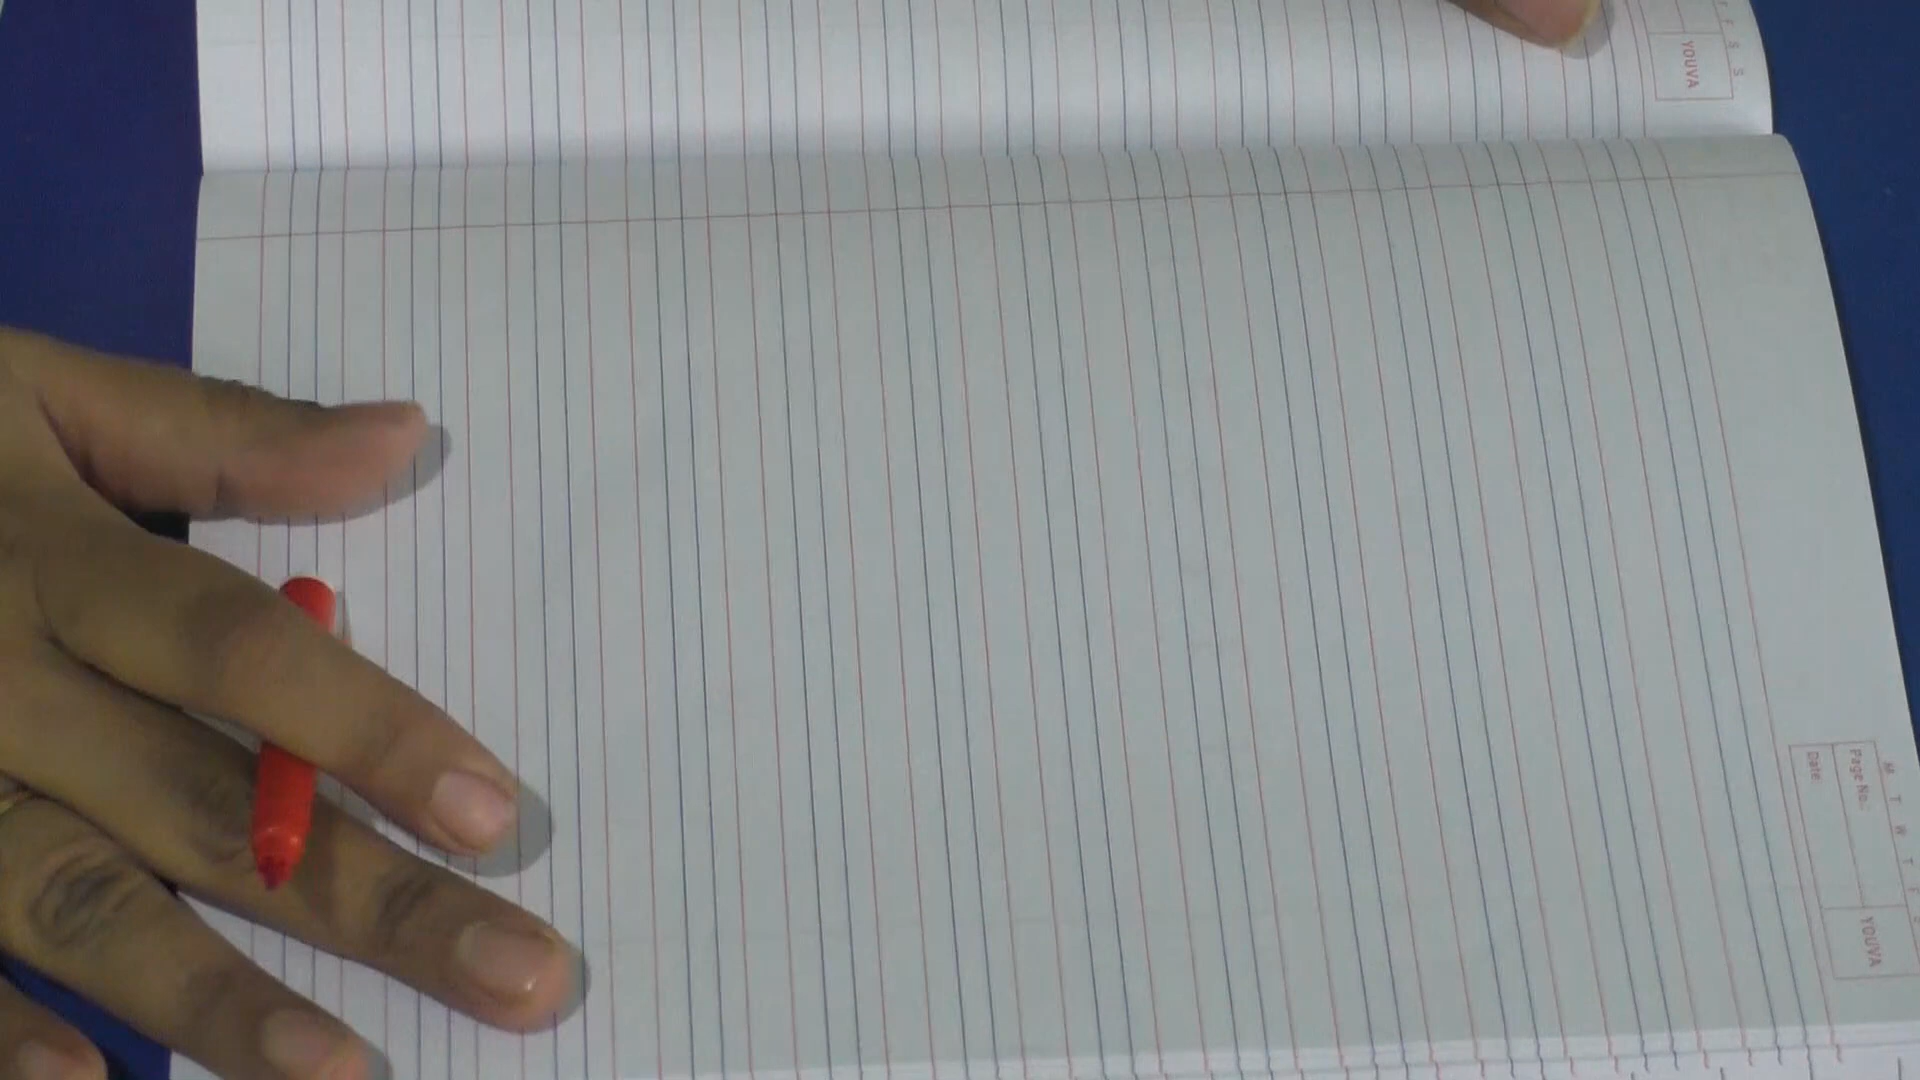 F F S S
YOUVA
M T W T F
Page No.:
Date:
YOUVA